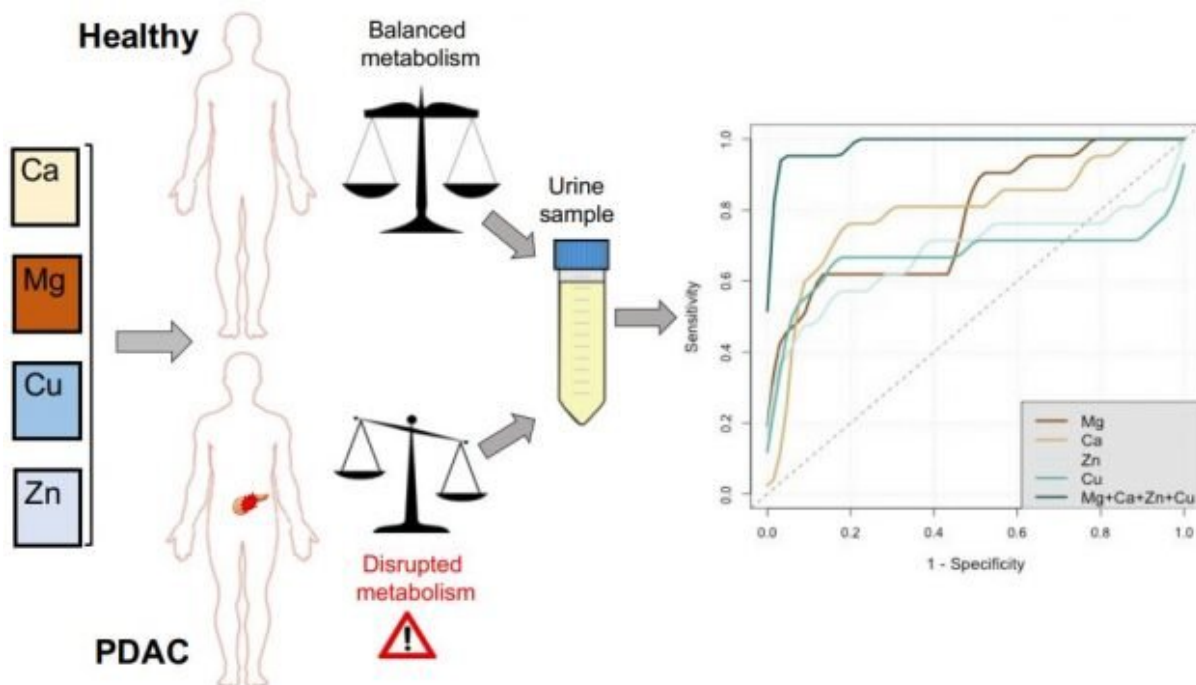 Healthy
Balanced
metabolism
Ca
Mg
Cu
Zn
Urine
sample
PDAC
Disrupted
metabolism
!
Sensitivity
1.0
0.8
0.6
0.4
0.2
0.0
0.0
0.2
0.4
0.6
0.8
1.0
1 - Specificity
Mg
Ca
Zn
Cu
Mg+Ca+Zn+Cu